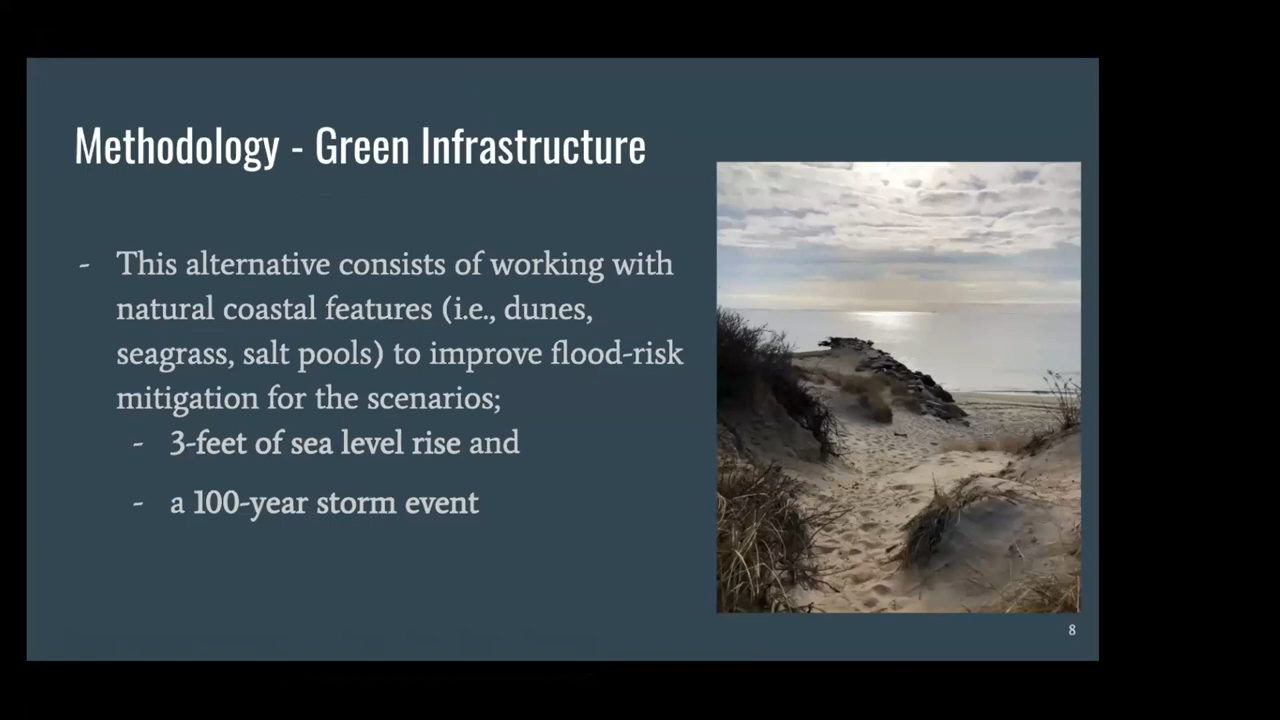 Methodology - Green Infrastructure
- This alternative consists of working with
natural coastal features (i.e., dunes,
seagrass, salt pools) to improve flood-risk
mitigation for the scenarios;
- 3-feet of sea level rise and
- a 100-year storm event
8